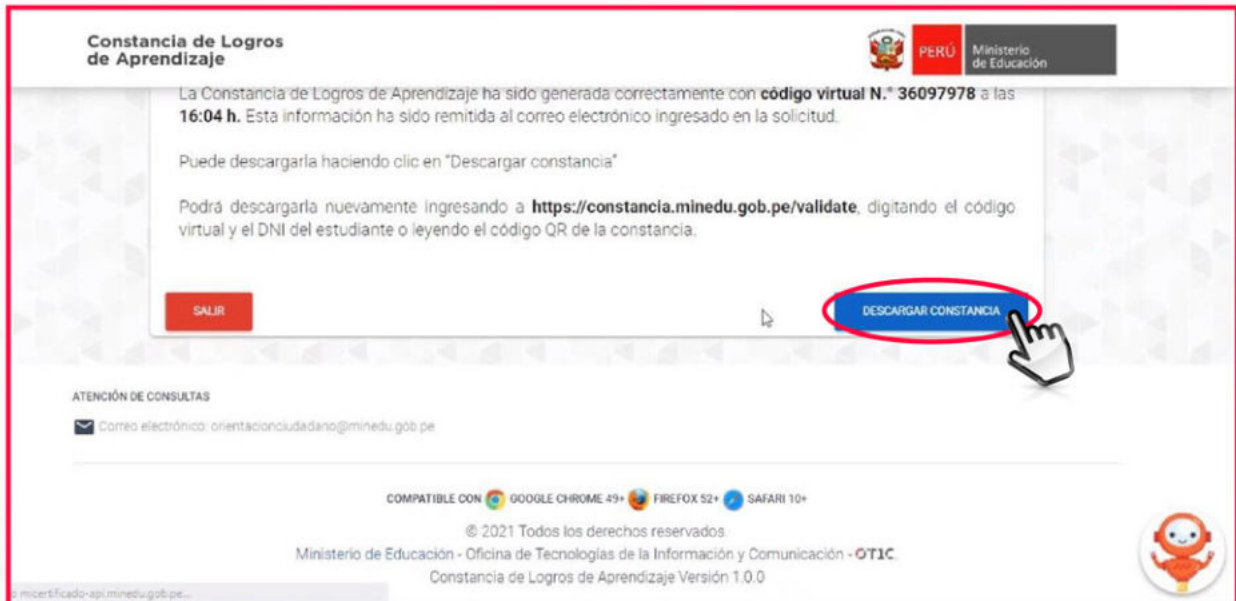 Constancia de Logros
de Aprendizaje
PERÚ
Ministerio
de Educación
La Constancia de Logros de Aprendizaje ha sido generada correctamente con código virtual N.° 36097978 a las
16:04 h. Esta información ha sido remitida al correo electrónico ingresado en la solicitud.
Puede descargarla haciendo clic en "Descargar constancia"
Podrá descargarla nuevamente ingresando a https://constancia.minedu.gob.pe/validate, digitando el código
virtual y el DNI del estudiante o leyendo el código QR de la constancia.
SALIR
DESCARGAR CONSTANCIA
ATENCIÓN DE CONSULTAS
Correo electrónico: orientacionciudadano@minedu.gob.pe
COMPATIBLE CON GOOGLE CHROME 49+ FIREFOX 52+ SAFARI 10+
© 2021 Todos los derechos reservados.
Ministerio de Educación - Oficina de Tecnologías de la Información y Comunicación - OTIC.
Constancia de Logros de Aprendizaje Versión 1.0.0
o micertificado-api.minedu.gob.pe...